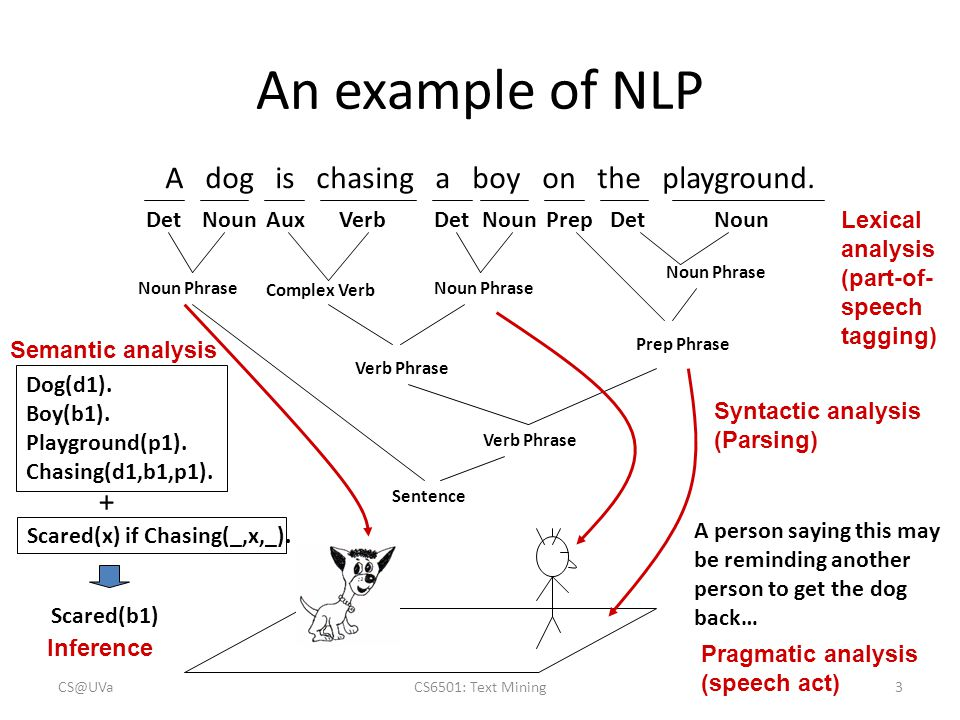 An example of NLP
A dog is chasing a boy on the playground.
Det Noun Aux Verb Det Noun Prep Det Noun
Lexical
analysis
(part-of-
speech
tagging)
Noun Phrase
Complex Verb
Noun Phrase
Noun Phrase
Prep Phrase
Verb Phrase
Semantic analysis
Dog(d1).
Boy(b1).
Playground(p1).
Chasing(d1,b1,p1).
+
Scared(x) if Chasing(_,x,_).
Scared(b1)
Inference
Syntactic analysis
(Parsing)
Verb Phrase
Sentence
A person saying this may
be reminding another
person to get the dog
back…
Pragmatic analysis
(speech act)
CS@UVa
CS6501: Text Mining
3